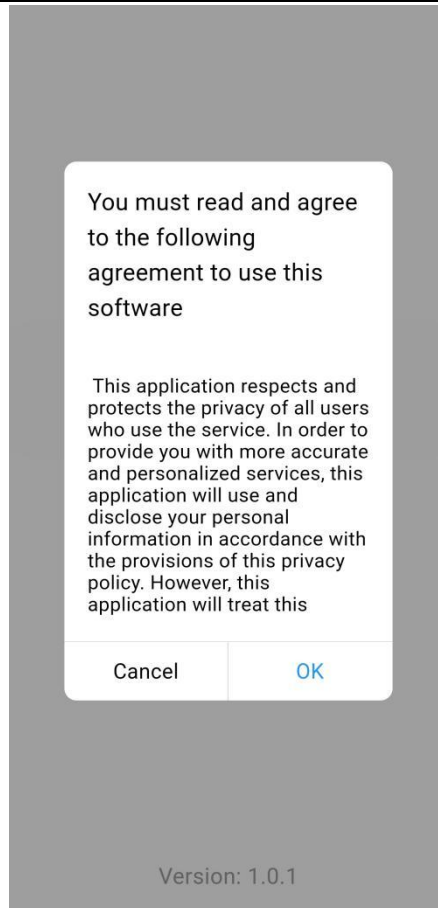 You must read and agree
to the following
agreement to use this
software
This application respects and
protects the privacy of all users
who use the service. In order to
provide you with more accurate
and personalized services, this
application will use and
disclose your personal
information in accordance with
the provisions of this privacy
policy. However, this
application will treat this
Cancel OK
Version: 1.0.1